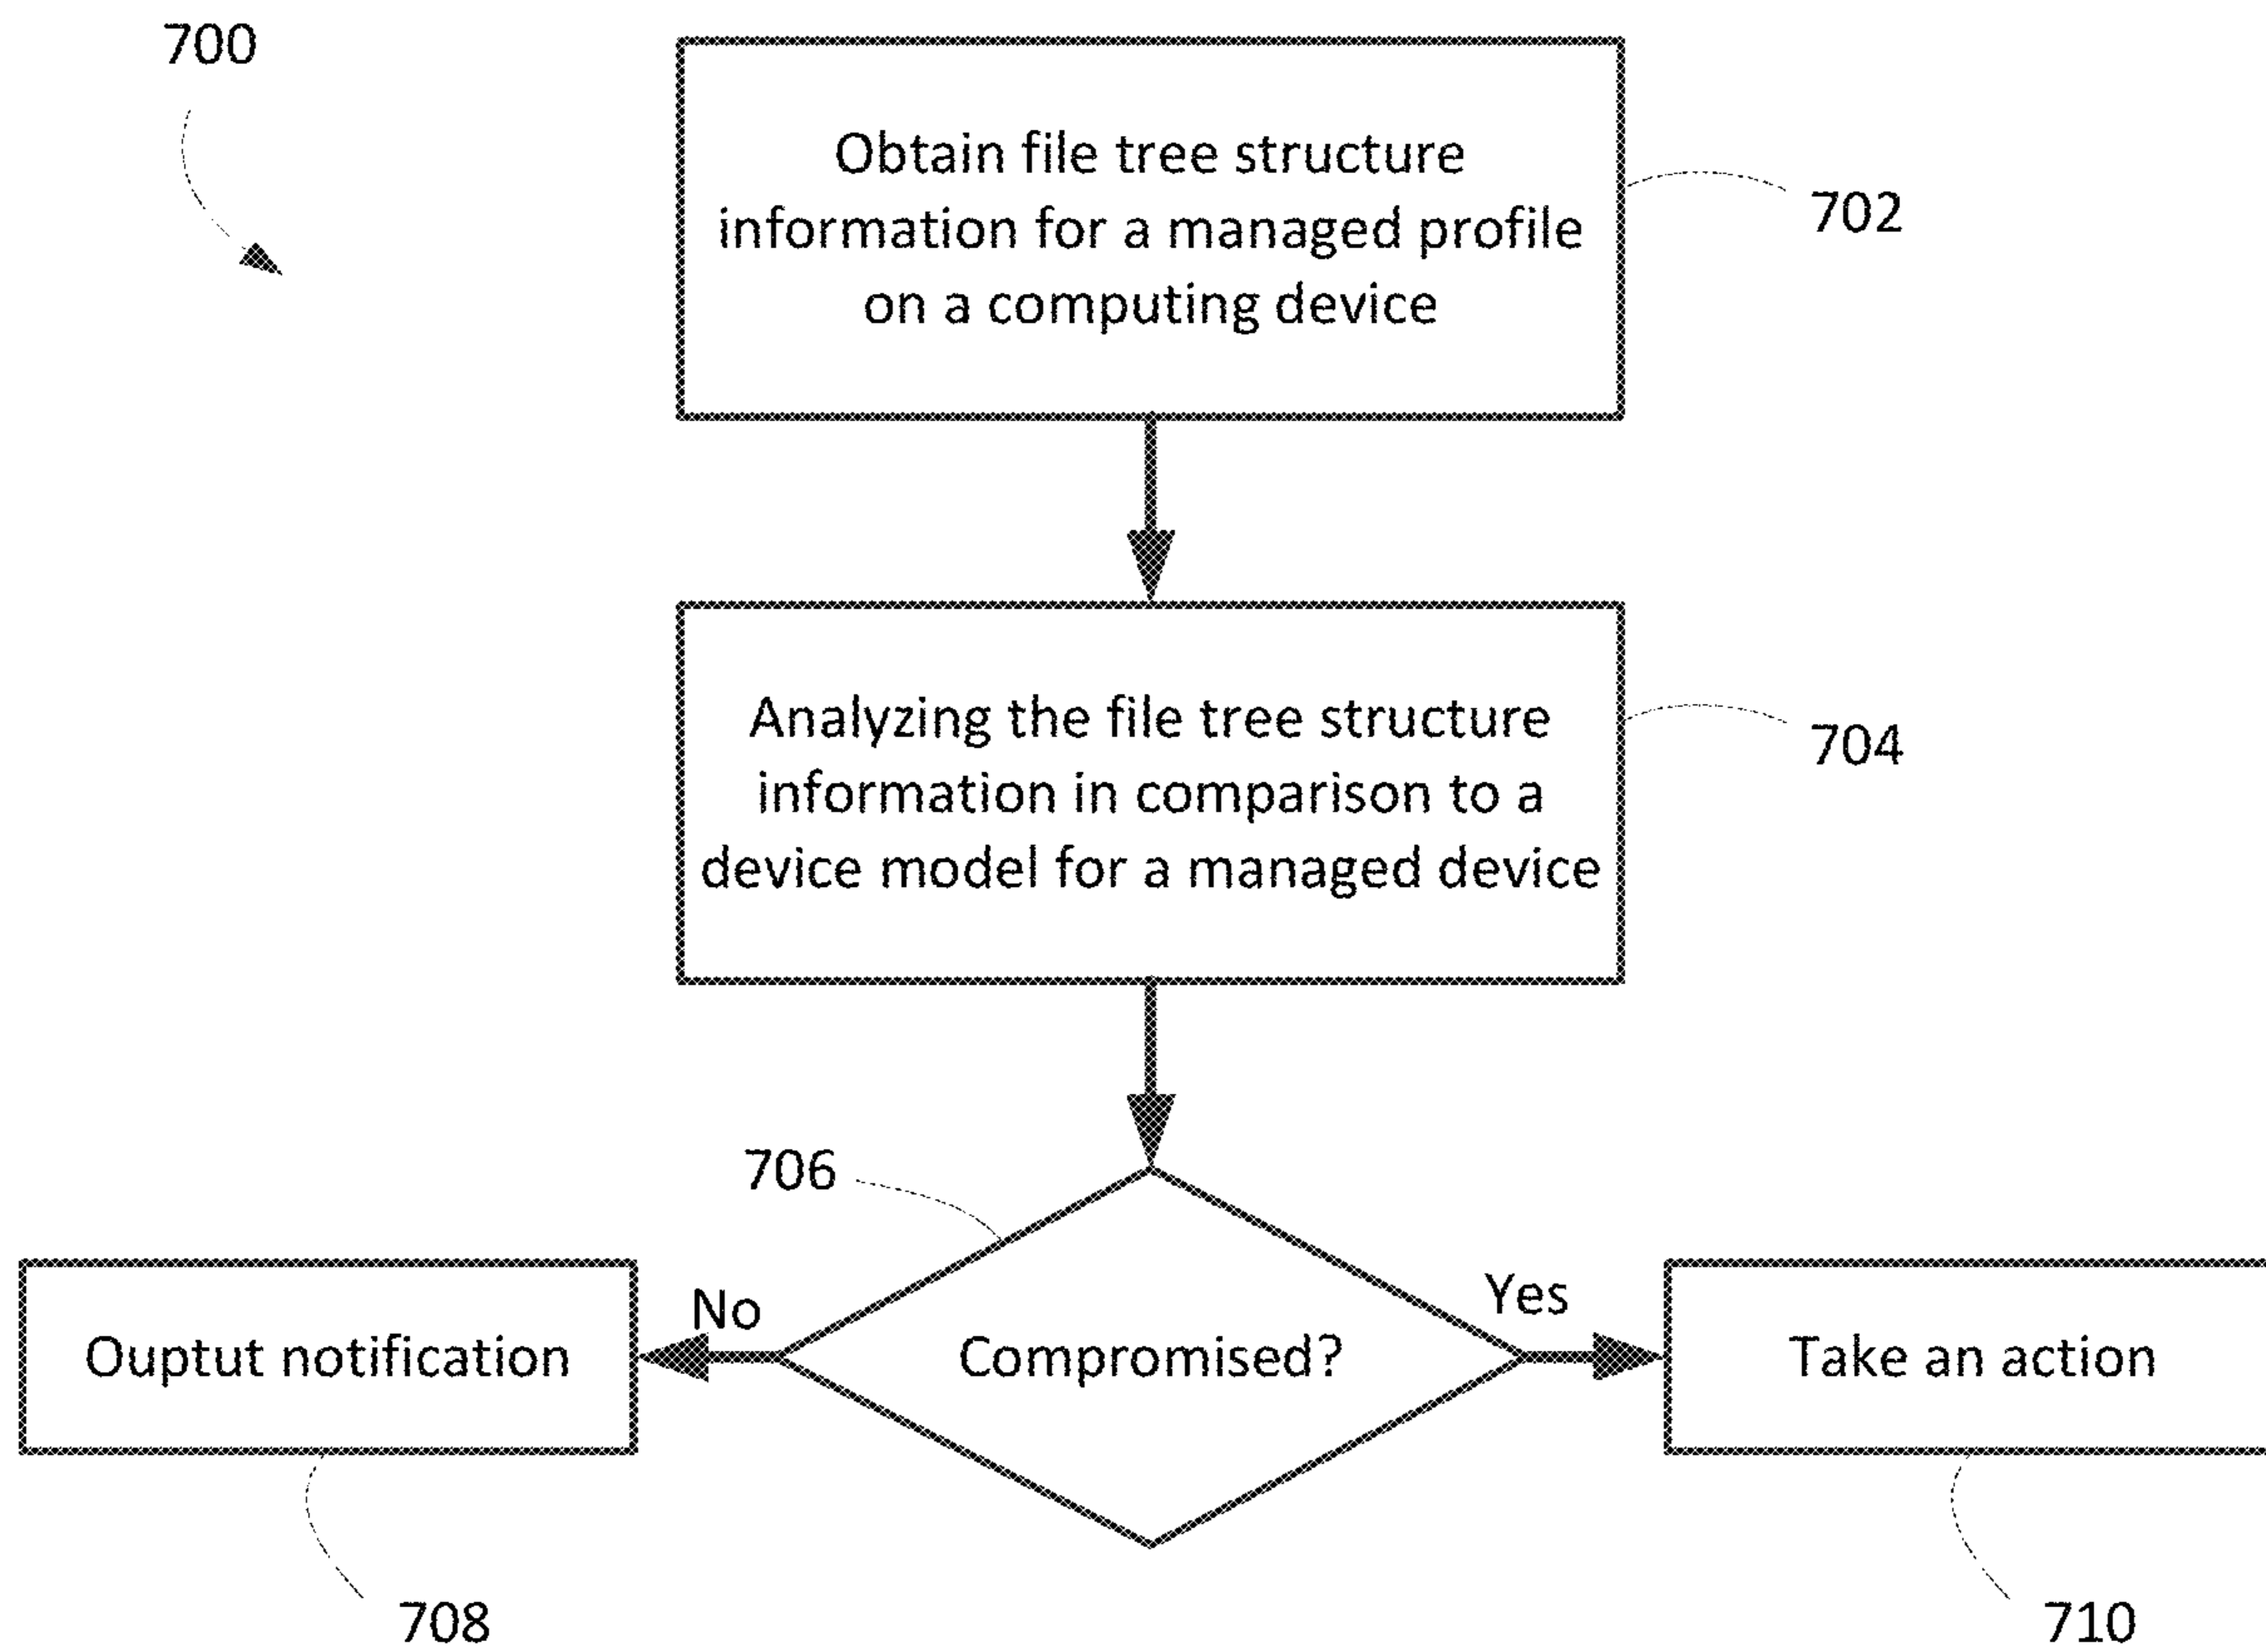 700
Obtain file tree structure
information for a managed profile
on a computing device
702
Analyzing the file tree structure
information in comparison to a
device model for a managed device
704
706
No
Yes
Ouptut notification
Compromised?
Take an action
708
710